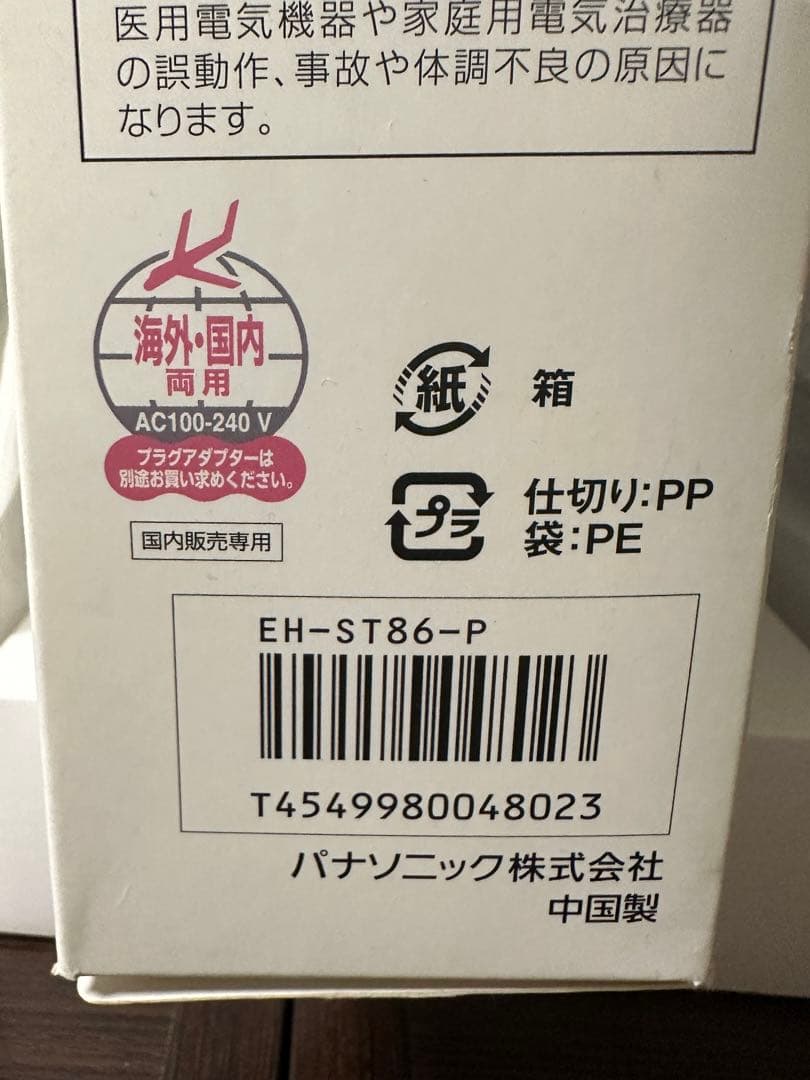 医用電気機器や家庭用電気治療器
の誤動作、事故や体調不良の原因に
なります。
海外・国内
両用
AC100-240 V
プラグアダプターは
別途お買い求めください。
国内販売専用
紙 箱
プラ 仕切り:PP
袋:PE
EH-ST86-P
T4549980048023
パナソニック株式会社
中国製